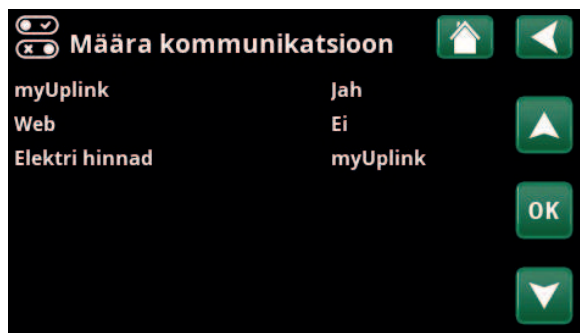 Määra kommunikatsioon
myUplink Jah
Web Ei
Elektri hinnad myUplink
OK